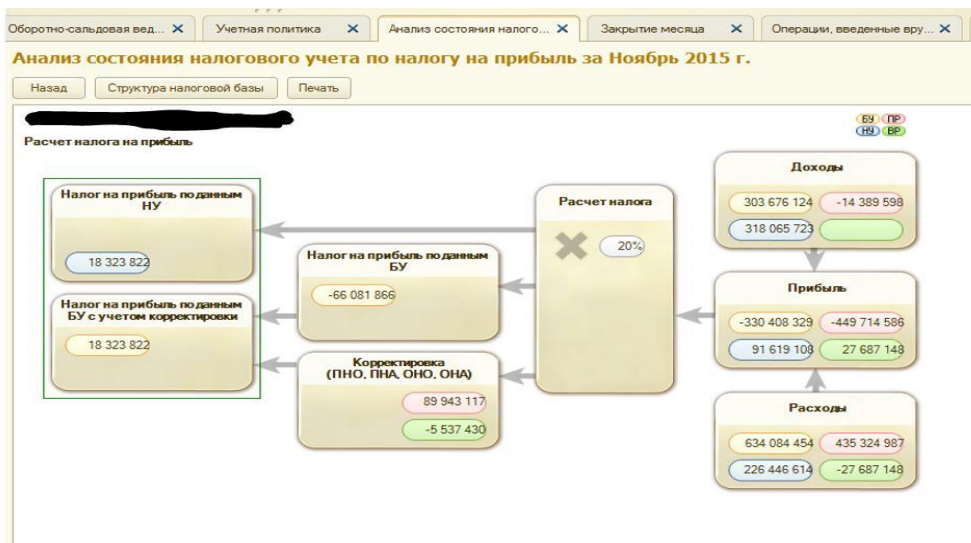 Оборотно-сальдовая вед... X
Учетная политика X
Анализ состояния налого... X
Закрытие месяца X
Операции, введенные вру... X
Анализ состояния налогового учета по налогу на прибыль за Ноябрь 2015 г.
Назад
Структура налоговой базы
Печать
БУ ПР
НУ ВР
Расчет налога на прибыль
Налог на прибыль по данным
НУ
18 323 822
Налог на прибыль по данным
БУ с учетом корректировки
18 323 822
Налог на прибыль по данным
БУ
-66 081 866
Корректировка
(ПНО, ПНА, ОНО, ОНА)
89 943 117
-5 537 430
Расчет налога
20%
Доходы
303 676 124 -14 389 598
318 065 723
Прибыль
-330 408 329 -449 714 586
91 619 108 27 687 148
Расходы
634 084 454 435 324 987
226 446 614 -27 687 148